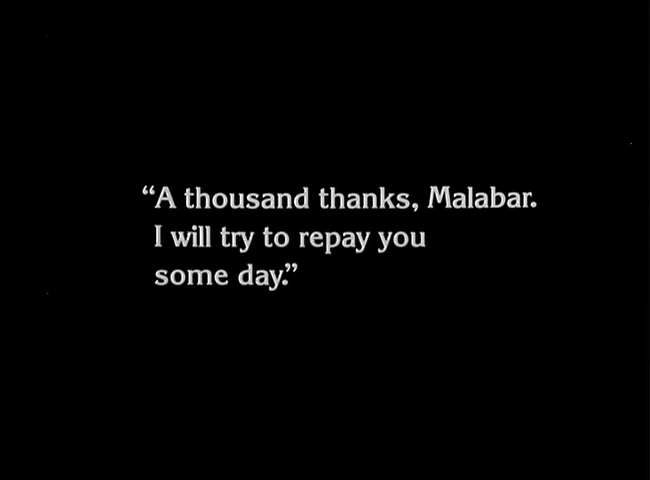 “A thousand thanks, Malabar.
I will try to repay you
some day.”